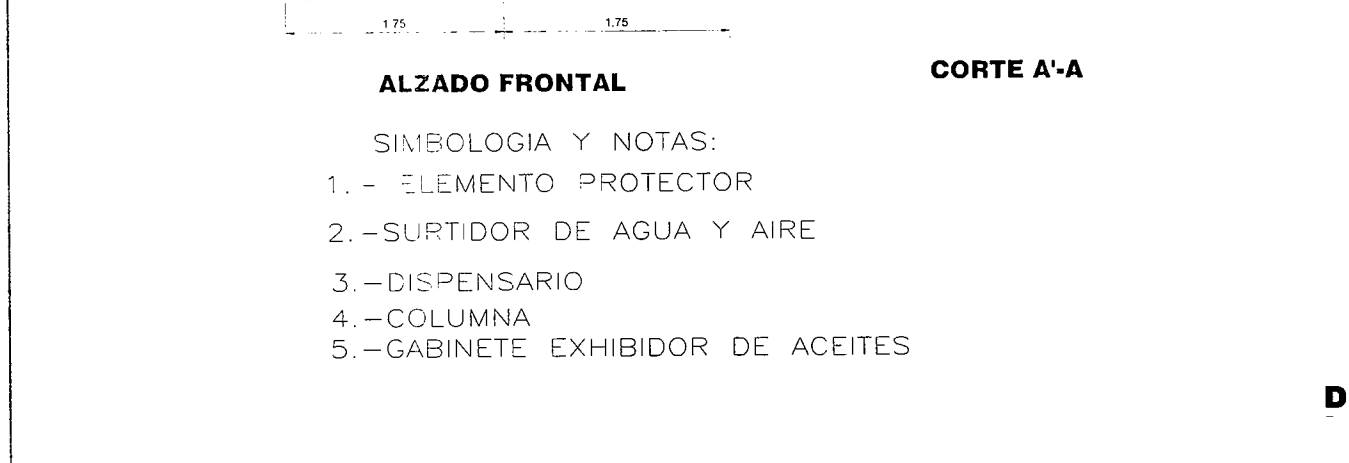 1.75 1.75
ALZADO FRONTAL
CORTE A'-A
SIMBOLOGIA Y NOTAS:
1.- ELEMENTO PROTECTOR
2.-SURTIDOR DE AGUA Y AIRE
3.-DISPENSARIO
4.-COLUMNA
5.-GABINETE EXHIBIDOR DE ACEITES
D